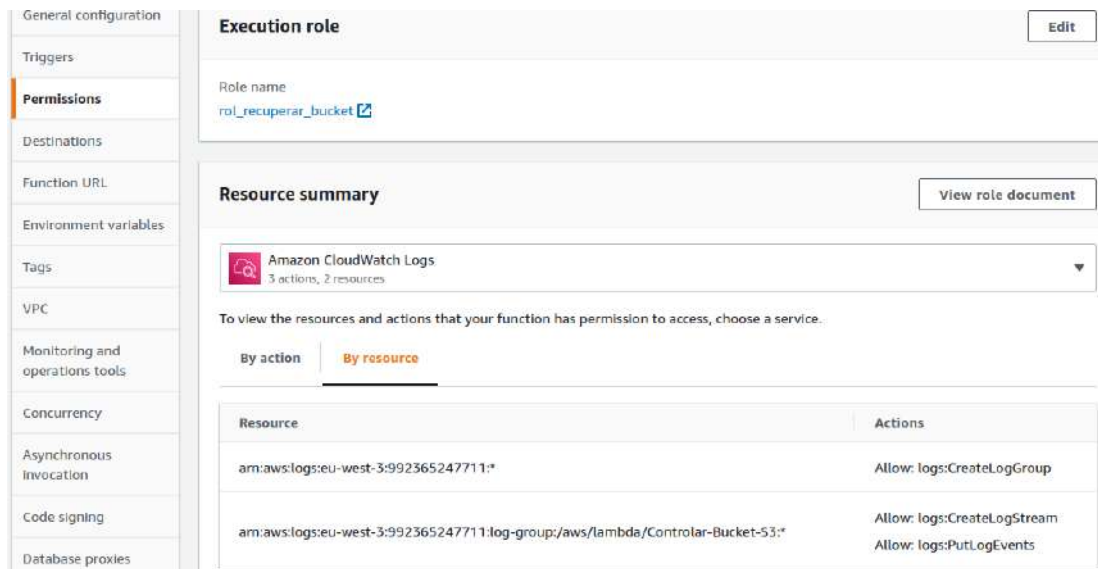 General configuration
Triggers
Permissions
Destinations
Function URL
Environment variables
Tags
VPC
Monitoring and
operations tools
Concurrency
Asynchronous
invocation
Code signing
Database proxies
Execution role
Edit
Role name
rol_recuperar_bucket
Resource summary
View role document
Amazon CloudWatch Logs
3 actions, 2 resources
To view the resources and actions that your function has permission to access, choose a service.
By action
By resource
Resource
Actions
arn:aws:logs:eu-west-3:992365247711:*
Allow: logs:CreateLogGroup
arn:aws:logs:eu-west-3:992365247711:log-group:/aws/lambda/Controlar-Bucket-S3:*
Allow: logs:CreateLogStream
Allow: logs:PutLogEvents